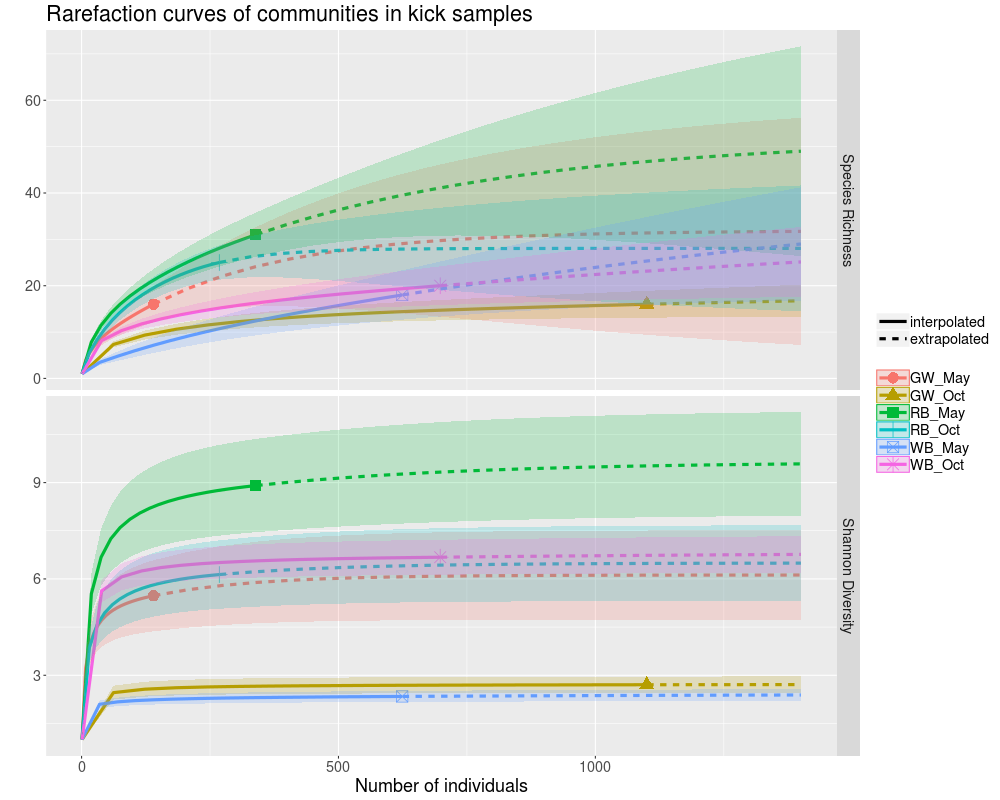 Rarefaction curves of communities in kick samples
60
40
20
0
Species Richness
9
6
3
Shannon Diversity
0
500
1000
Number of individuals
interpolated
extrapolated
GW_May
GW_Oct
RB_May
RB_Oct
WB_May
WB_Oct